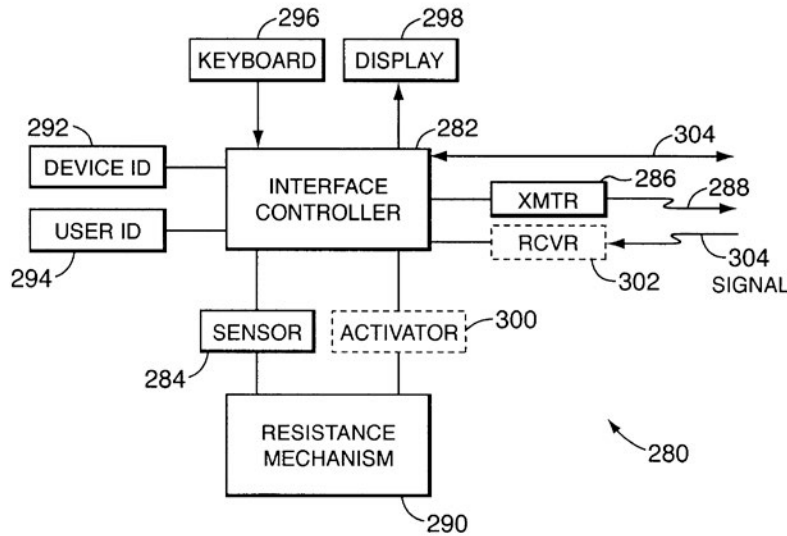 296
298
KEYBOARD
DISPLAY
292
282
DEVICE ID
304
INTERFACE
CONTROLLER
286
XMTR
288
USER ID
RCVR
294
302
304
SIGNAL
SENSOR
ACTIVATOR
300
284
RESISTANCE
MECHANISM
280
290